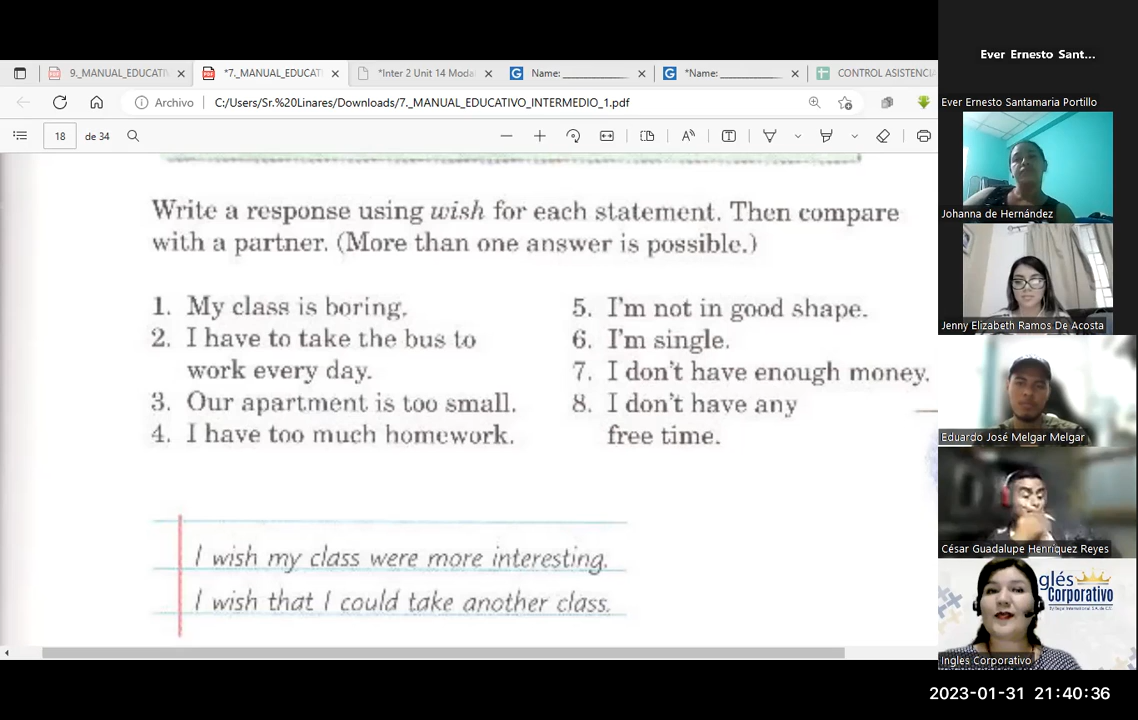 Ever Ernesto Sant...
9._MANUAL_EDUCATI
*7._MANUAL_EDUCAT
*Inter 2 Unit 14 Moda
Name: ___________
*Name: _________
CONTROL ASISTENCIA
Archivo
C:/Users/Sr.%20Linares/Downloads/7._MANUAL_EDUCATIVO_INTERMEDIO_1.pdf
Ever Ernesto Santamaria Portillo
18 de 34
Write a response using wish for each statement. Then compare
with a partner. (More than one answer is possible.)
1. My class is boring.
2. I have to take the bus to
work every day.
3. Our apartment is too small.
4. I have too much homework.
5. I'm not in good shape.
6. I'm single.
7. I don't have enough money.
8. I don't have any
free time.
I wish my class were more interesting.
I wish that I could take another class.
Johanna de Hernández
Jenny Elizabeth Ramos De Acosta
Eduardo José Melgar Melgar
César Guadalupe Henríquez Reyes
glés
Corporativo
Ingles Corporativo
2023-01-31 21:40:36